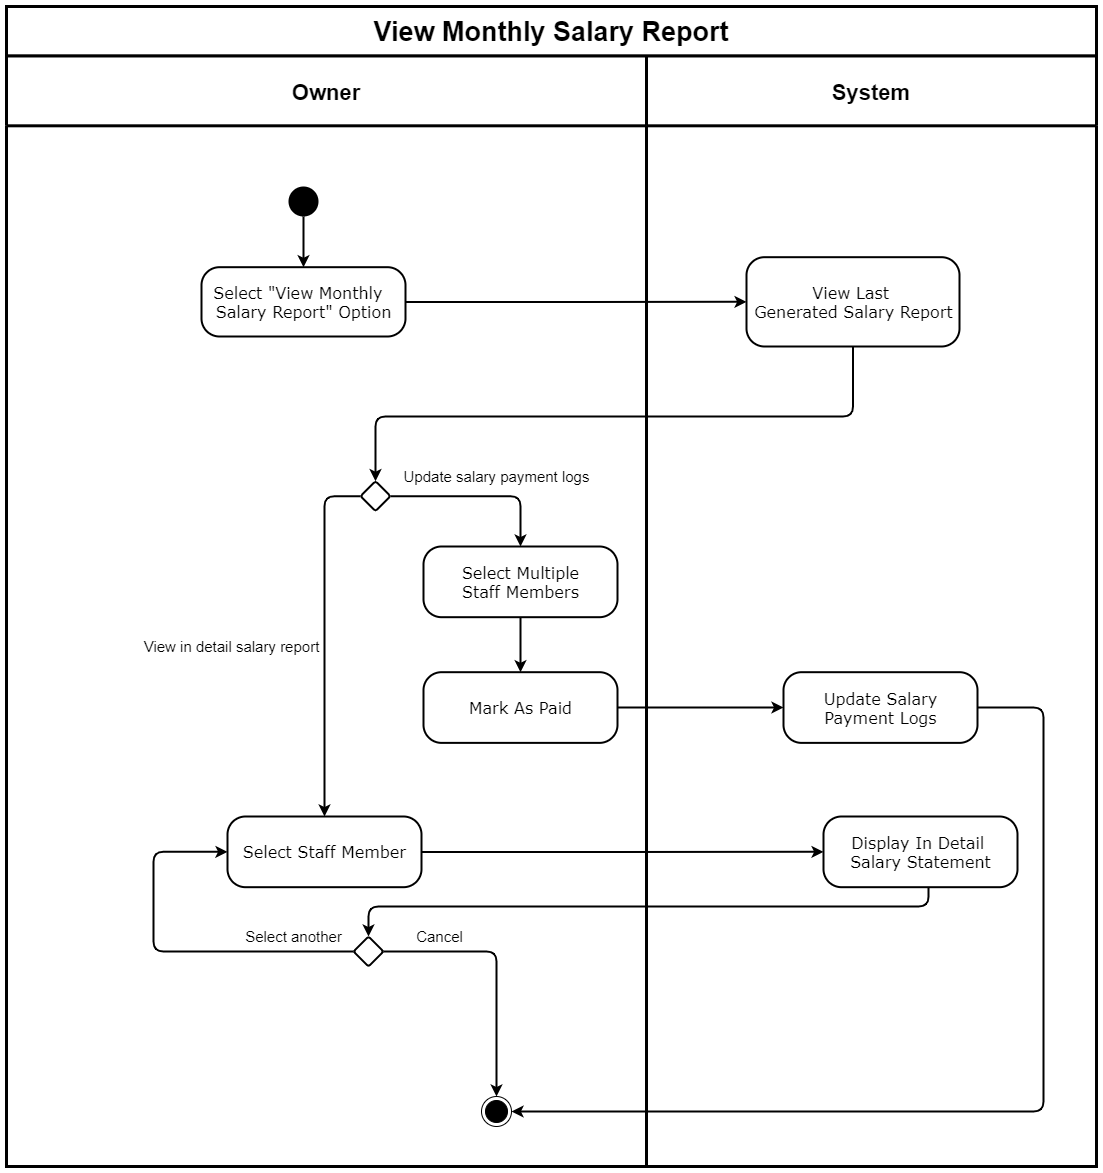 View Monthly Salary Report
Owner
System
Select "View Monthly
Salary Report" Option
View Last
Generated Salary Report
Update salary payment logs
Select Multiple
Staff Members
View in detail salary report
Mark As Paid
Update Salary
Payment Logs
Select Staff Member
Display In Detail
Salary Statement
Select another
Cancel